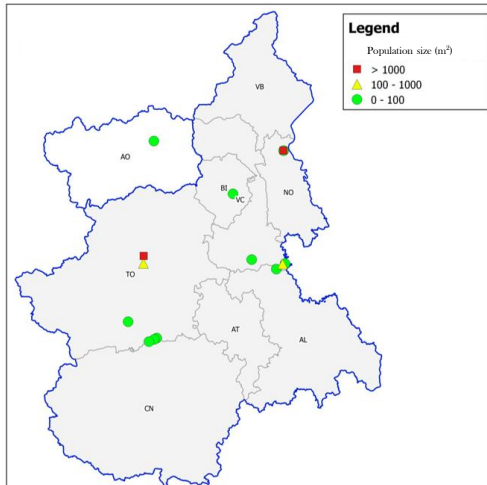 Legend
Population size (m²)
> 1000
100 - 1000
0 - 100
VB
AO
BI
VC
NO
TO
AT
AL
CN